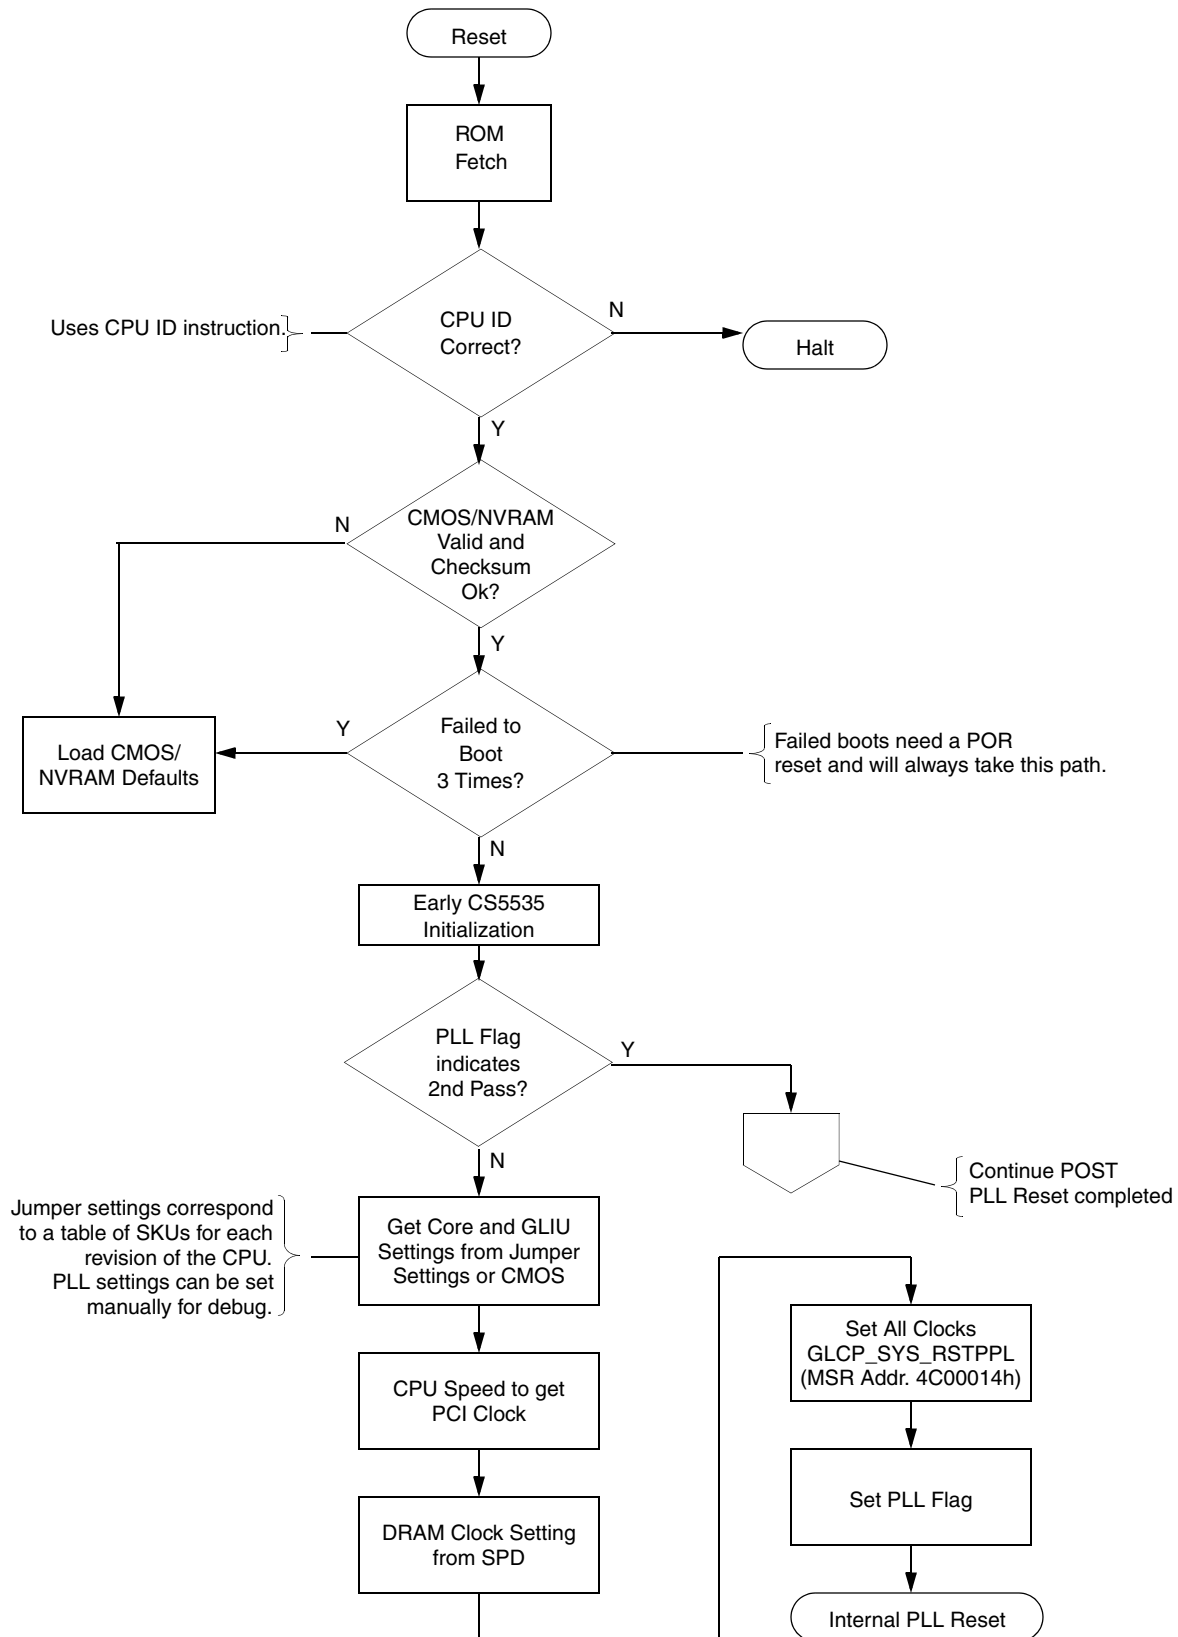 Reset
ROM
Fetch
Uses CPU ID instruction.
CPU ID
Correct?
N
Halt
Y
N
CMOS/NVRAM
Valid and
Checksum
Ok?
Y
Load CMOS/
NVRAM Defaults
Y
Failed to
Boot
3 Times?
Failed boots need a POR
reset and will always take this path.
N
Early CS5535
Initialization
PLL Flag
indicates
2nd Pass?
Y
N
Continue POST
PLL Reset completed
Jumper settings correspond
to a table of SKUs for each
revision of the CPU.
PLL settings can be set
manually for debug.
Get Core and GLIU
Settings from Jumper
Settings or CMOS
CPU Speed to get
PCI Clock
DRAM Clock Setting
from SPD
Set All Clocks
GLCP_SYS_RSTPPL
(MSR Addr. 4C00014h)
Set PLL Flag
Internal PLL Reset